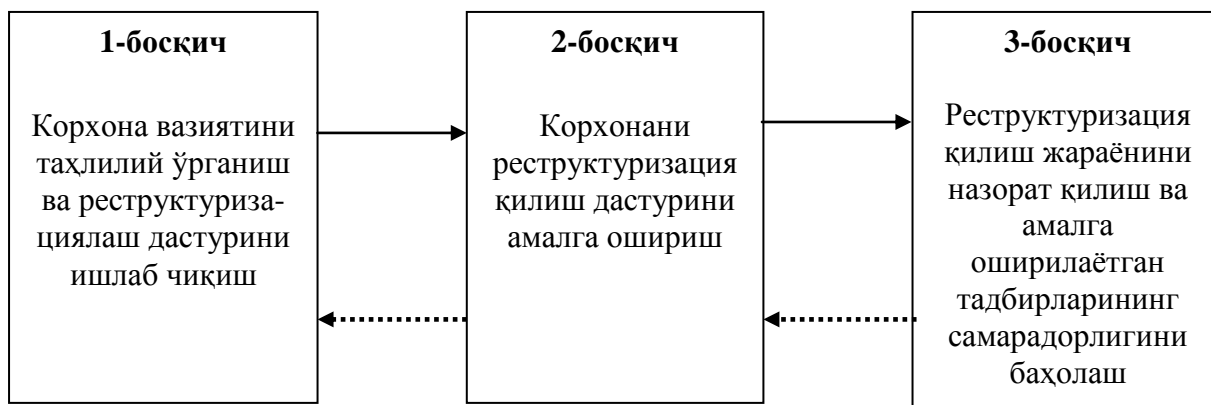 1-босқич
Корхона вазиятини
таҳлилий ўрганиш
ва реструктуриза-
циялаш дастурини
ишлаб чиқиш
2-босқич
Корхонани
реструктуризация
қилиш дастурини
амалга ошириш
3-босқич
Реструктуризация
қилиш жараёнини
назорат қилиш ва
амалга
оширилаётган
тадбирларининг
самарадорлигини
баҳолаш